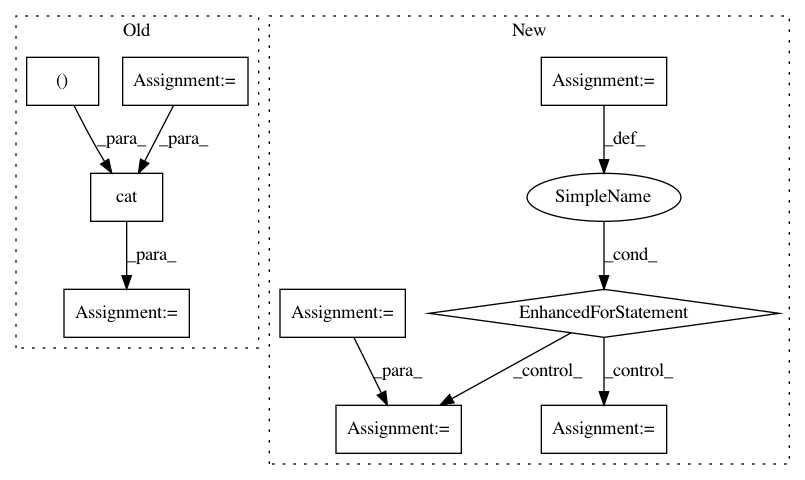 Old
New
()
Assignment:=
Assignment:=
_para_
_para_
_def_
cat
SimpleName
_para_
_cond_
Assignment:=
Assignment:=
EnhancedForStatement
_para_
_control_
_control_
Assignment:=
Assignment:=